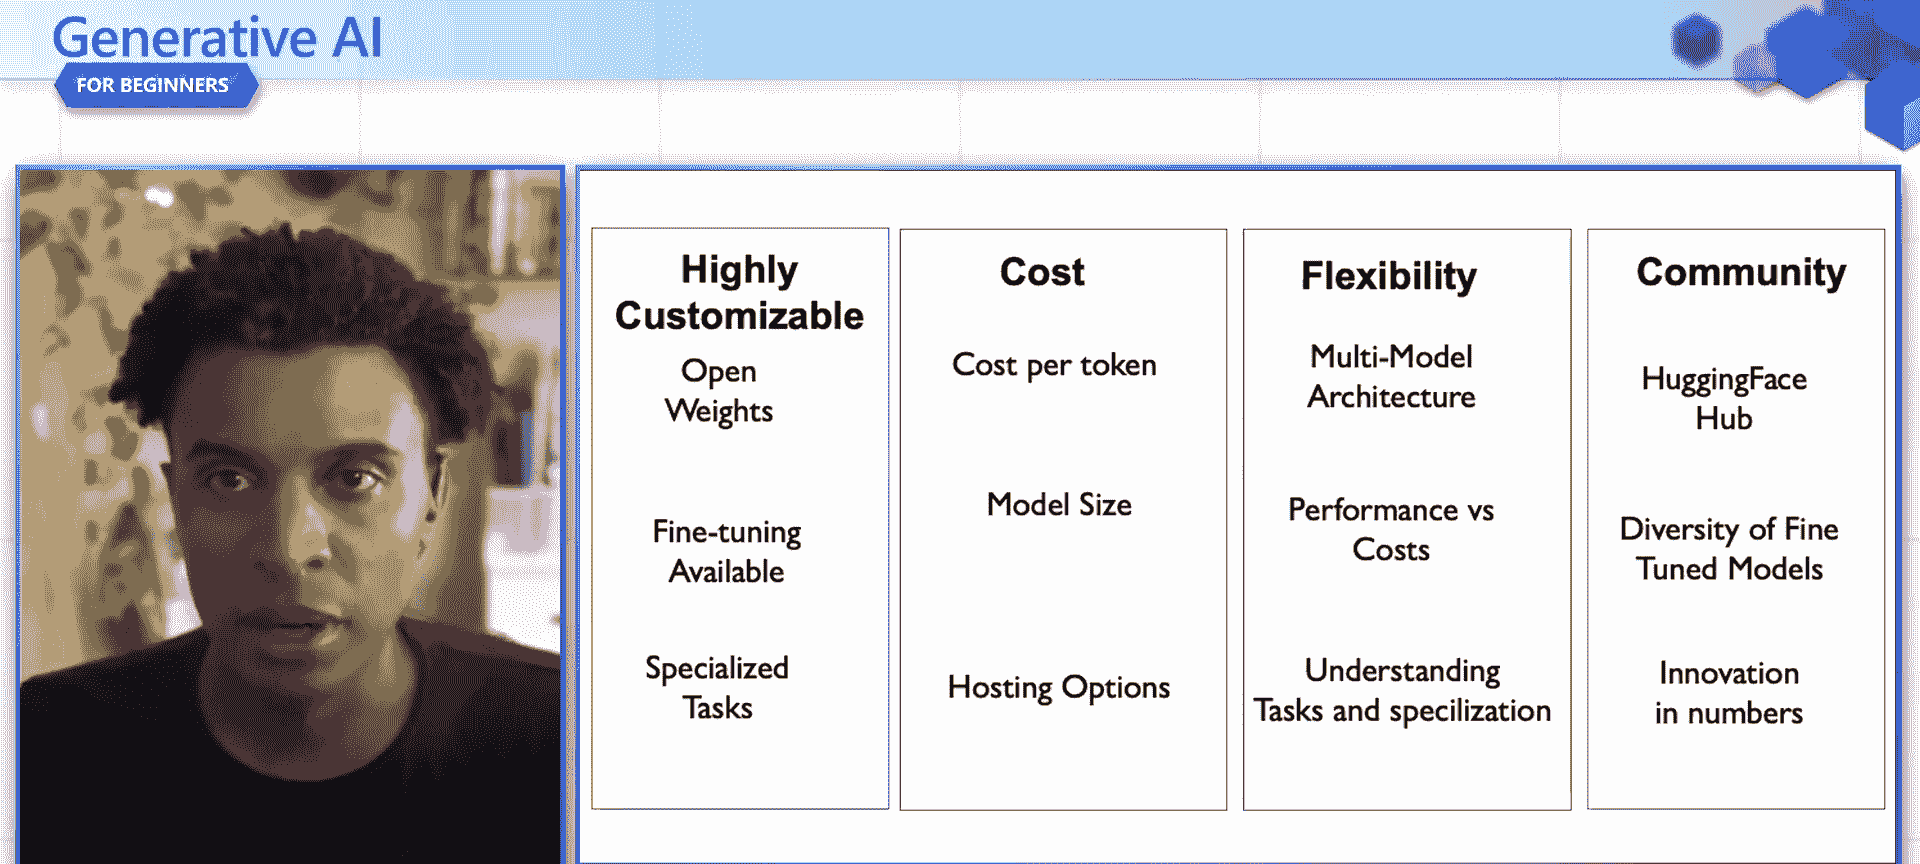 Generative AI
FOR BEGINNERS
Highly
Customizable
Open
Weights
Fine-tuning
Available
Specialized
Tasks
Cost
Cost per token
Model Size
Hosting Options
Flexibility
Multi-Model
Architecture
Performance vs
Costs
Understanding
Tasks and specilization
Community
HuggingFace
Hub
Diversity of Fine
Tuned Models
Innovation
in numbers